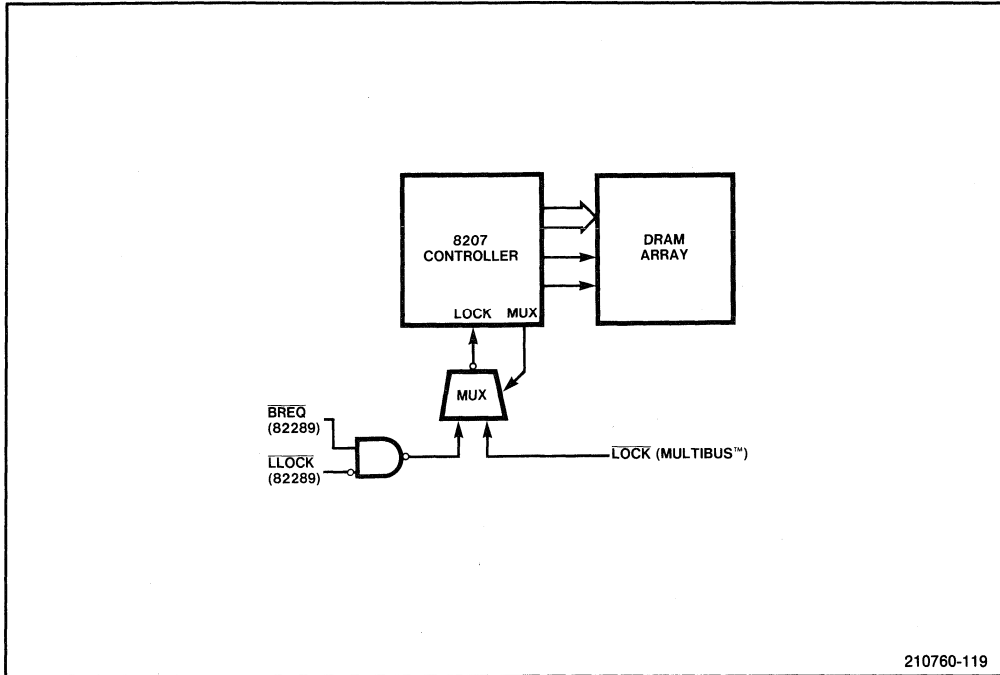 8207
CONTROLLER
DRAM
ARRAY
LOCK MUX
MUX
BREQ
(82289)
LLOCK
(82289)
LOCK (MULTIBUS™)
210760-119